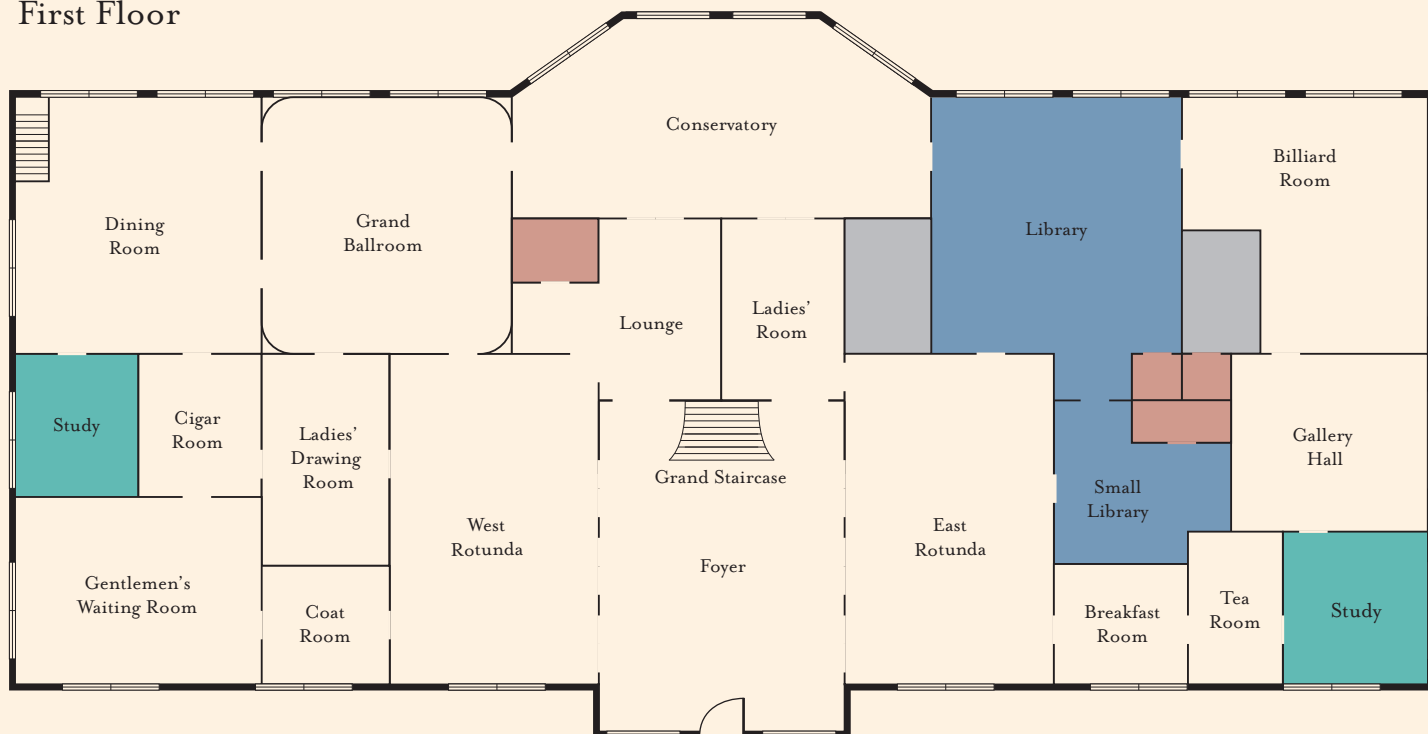 First Floor
Conservatory
Billiard
Room
Dining
Room
Grand
Ballroom
Library
Lounge
Ladies’
Room
Study
Cigar
Room
Ladies’
Drawing
Room
Grand Staircase
Gallery
Hall
Small
Library
West
Rotunda
East
Rotunda
Foyer
Gentlemen’s
Waiting Room
Coat
Room
Breakfast
Room
Tea
Room
Study